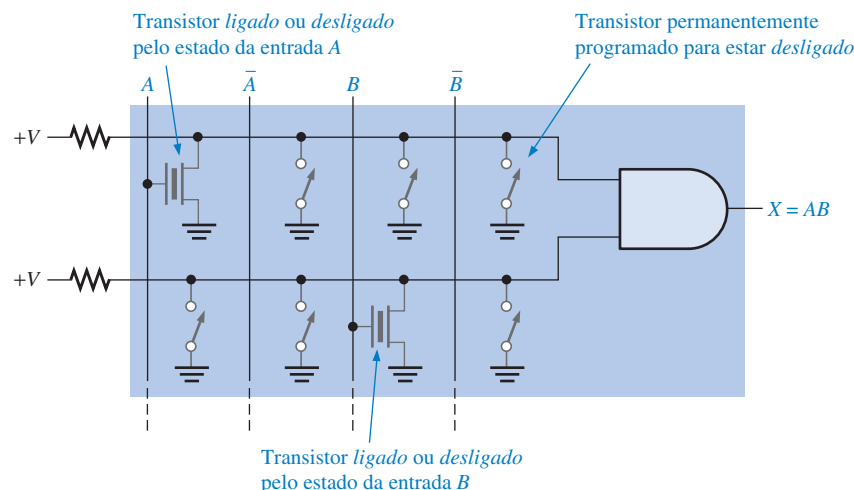 Transistor ligado ou desligado
pelo estado da entrada A
Transistor permanentemente
programado para estar desligado
A
A̅
B
B̅
+V
X = AB
+V
Transistor ligado ou desligado
pelo estado da entrada B